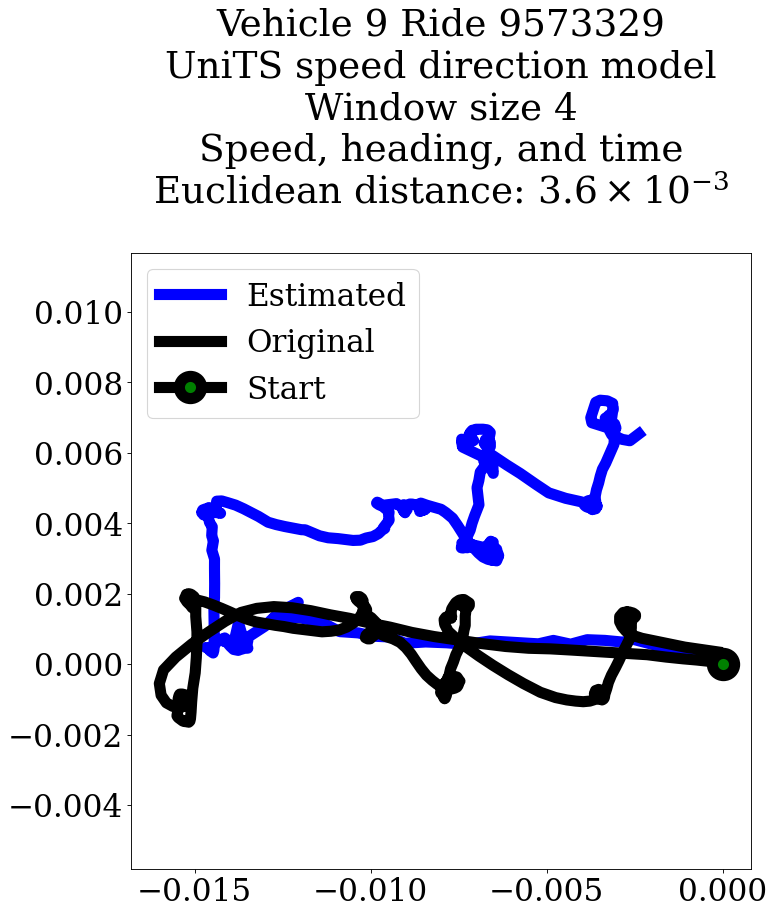 Vehicle 9 Ride 9573329
UniTS speed direction model
Window size 4
Speed, heading, and time
Euclidean distance: 3.6 × 10⁻³
Estimated
Original
Start
0.010
0.008
0.006
0.004
0.002
0.000
−0.002
−0.004
−0.015 −0.010 −0.005 0.000